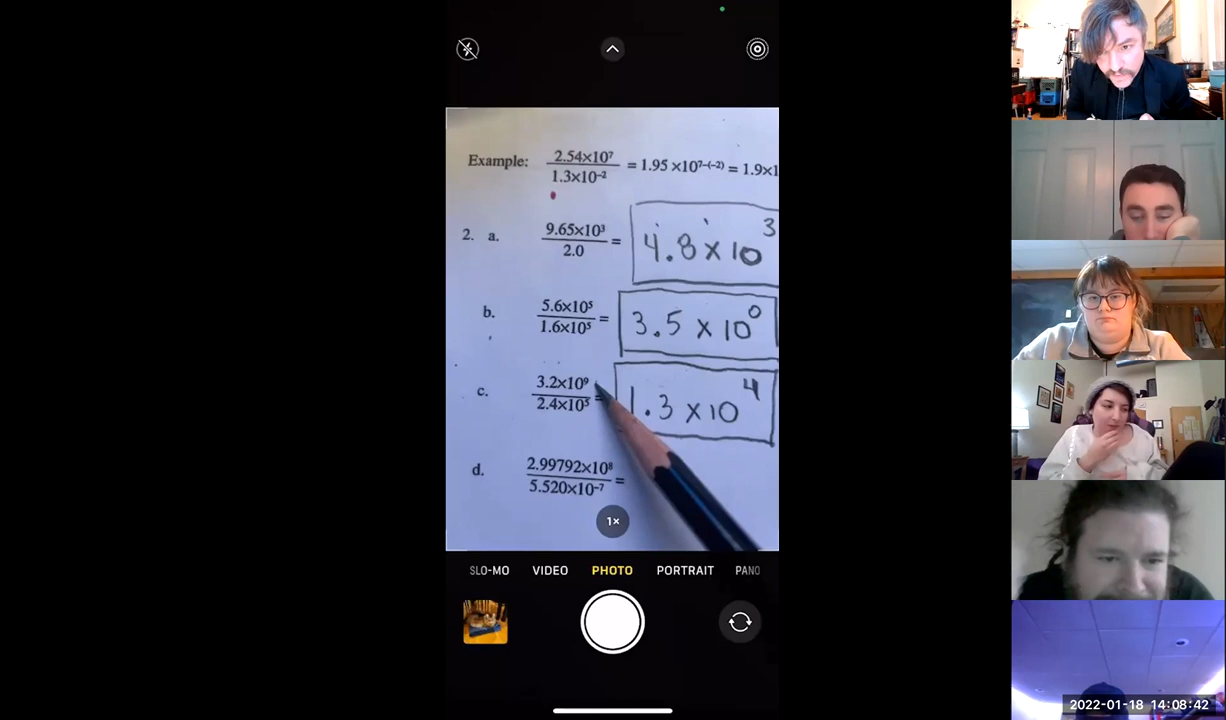 Example: 2.54×10⁷ / 1.3×10⁻² = 1.95 ×10⁷⁻⁽⁻²⁾ = 1.9×1
2. a. 9.65×10³ / 2.0 = 4.8 × 10³
b. 5.6×10⁵ / 1.6×10⁵ = 3.5 × 10⁰
c. 3.2×10⁹ / 2.4×10⁵ = 1.3 × 10⁴
d. 2.99792×10⁸ / 5.520×10⁻⁷ =
1×
SLO-MO VIDEO PHOTO PORTRAIT PANO
2022-01-18 14:08:42